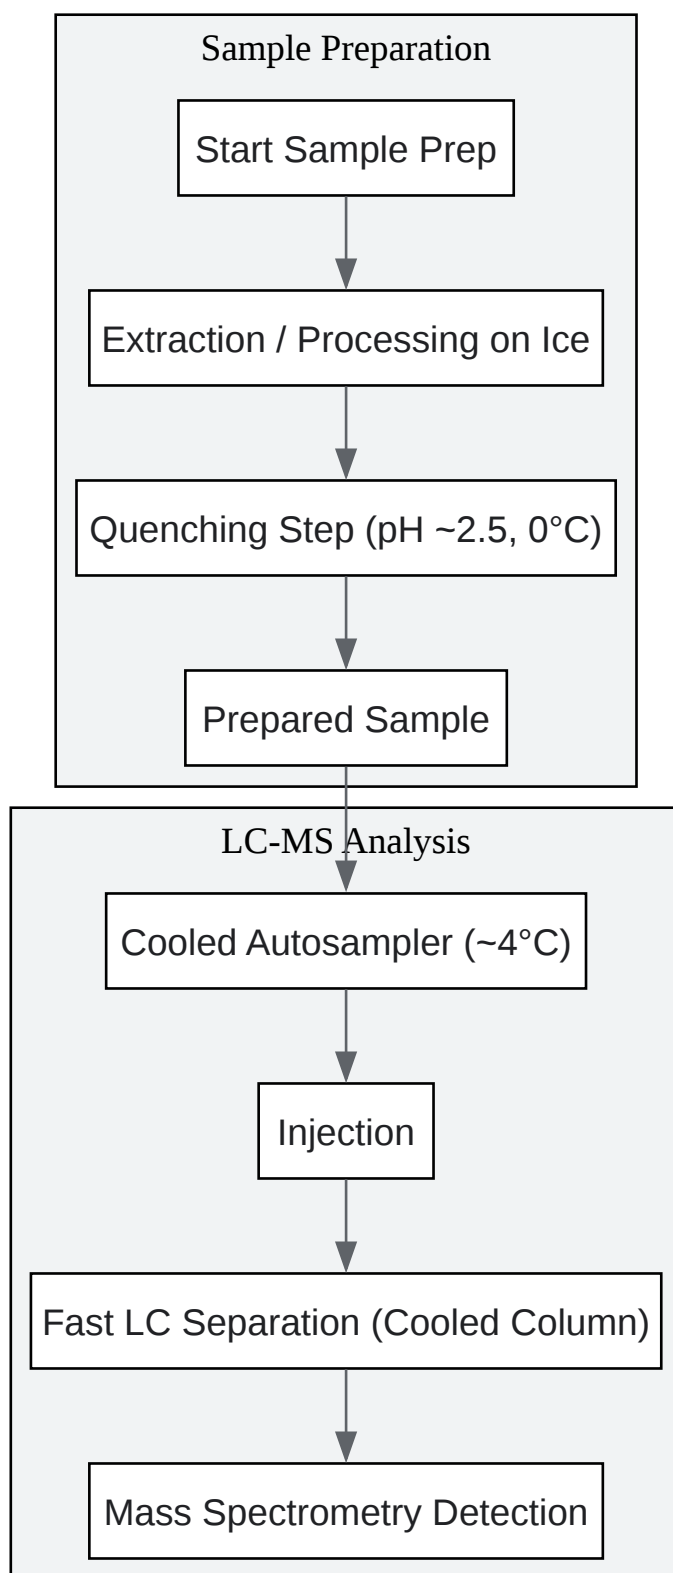 Sample Preparation
Start Sample Prep
Extraction / Processing on Ice
Quenching Step (pH ~2.5, 0°C)
Prepared Sample
LC-MS Analysis
Cooled Autosampler (~4°C)
Injection
Fast LC Separation (Cooled Column)
Mass Spectrometry Detection